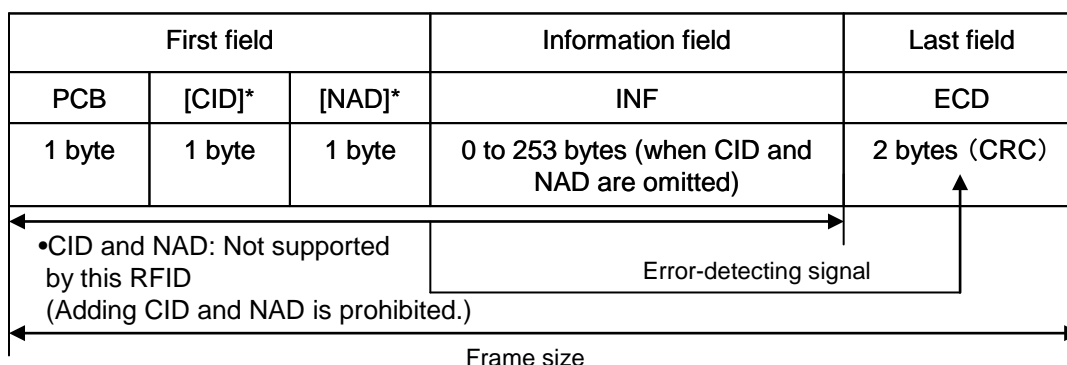 First field Information field Last field
PCB [CID]* [NAD]* INF ECD
1 byte 1 byte 1 byte 0 to 253 bytes (when CID and 2 bytes（CRC）
NAD are omitted)
•CID and NAD: Not supported
by this RFID
Error-detecting signal
(Adding CID and NAD is prohibited.)
Frame size